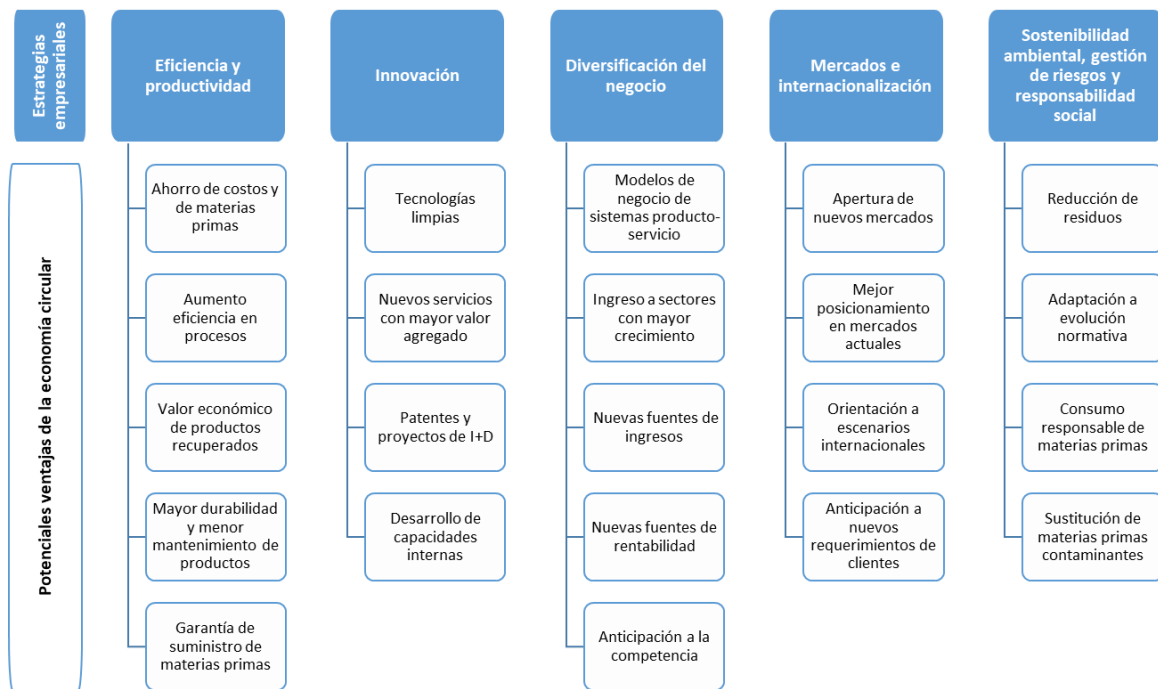 Estrategias
empresariales
Eficiencia y
productividad
Innovación
Diversificación del
negocio
Mercados e
internacionalización
Sostenibilidad
ambiental, gestión
de riesgos y
responsabilidad
social
Potenciales ventajas de la economía circular
Ahorro de costos y
de materias
primas
Aumento
eficiencia en
procesos
Valor económico
de productos
recuperados
Mayor durabilidad
y menor
mantenimiento de
productos
Garantía de
suministro de
materias primas
Tecnologías
limpias
Nuevos servicios
con mayor valor
agregado
Patentes y
proyectos de I+D
Desarrollo de
capacidades
internas
Modelos de
negocio de
sistemas producto-
servicio
Ingreso a sectores
con mayor
crecimiento
Nuevas fuentes de
ingresos
Nuevas fuentes de
rentabilidad
Anticipación a la
competencia
Apertura de
nuevos mercados
Mejor
posicionamiento
en mercados
actuales
Orientación a
escenarios
internacionales
Anticipación a
nuevos
requerimientos de
clientes
Reducción de
residuos
Adaptación a
evolución
normativa
Consumo
responsable de
materias primas
Sustitución de
materias primas
contaminantes